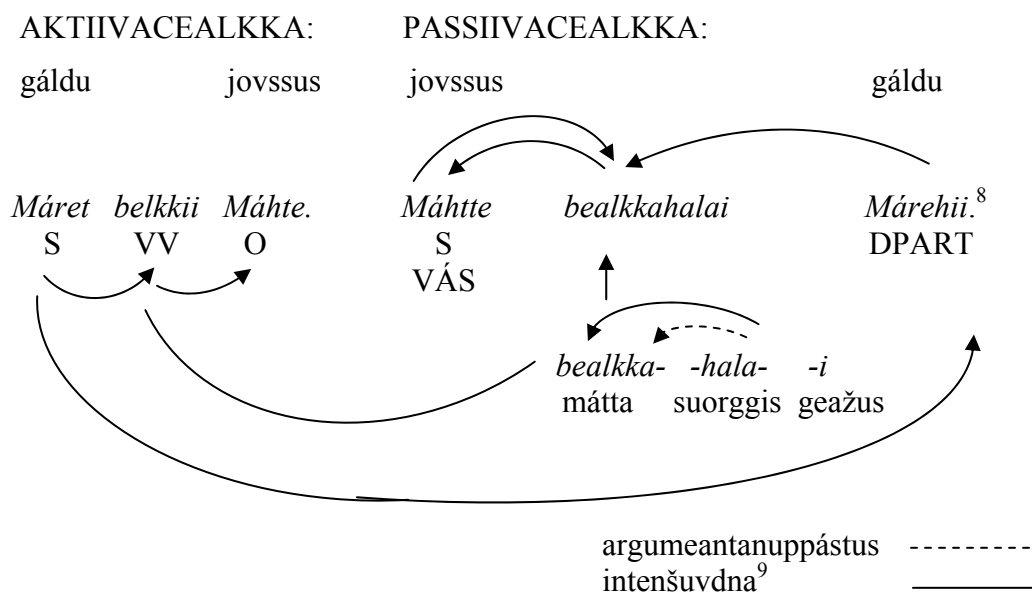 AKTIIVACEALKKA: PASSIIVACEALKKA:
gáldu jovssus jovssus gáldu
Máret belkkii Máhte. Máhtte bealkkahalai Márehii.8
S VV O S DPART
VÁS
bealkka- -hala- -i
mátta suorggis geažus
argumeantanuppástus
intenšuvdna9